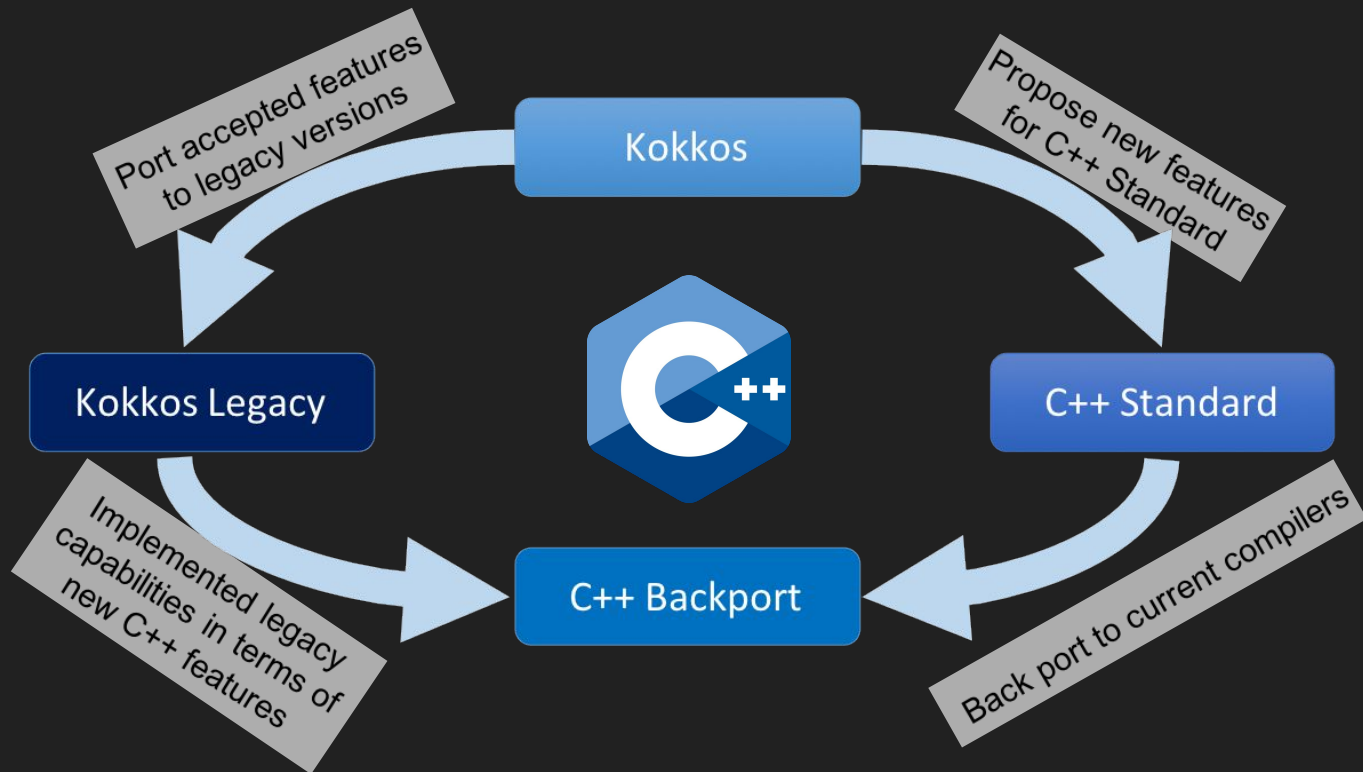 Port accepted features
to legacy versions
Kokkos
Propose new features
for C++ Standard
Kokkos Legacy
C++
C++ Standard
Implemented legacy
capabilities in terms of
new C++ features
C++ Backport
Back port to current compilers